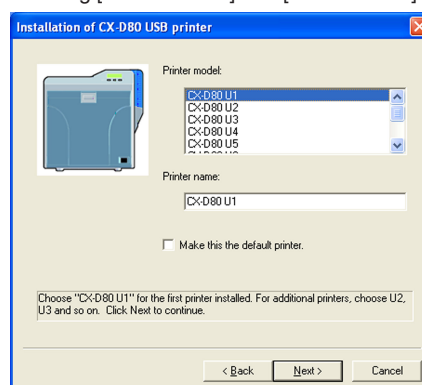 Installation of CX-D80 USB printer
Printer model:
CX-D80 U1
CX-D80 U2
CX-D80 U3
CX-D80 U4
CX-D80 U5
Printer name:
CX-D80 U1
Make this the default printer.
Choose "CX-D80 U1" for the first printer installed. For additional printers, choose U2,
U3 and so on. Click Next to continue.
< Back
Next >
Cancel